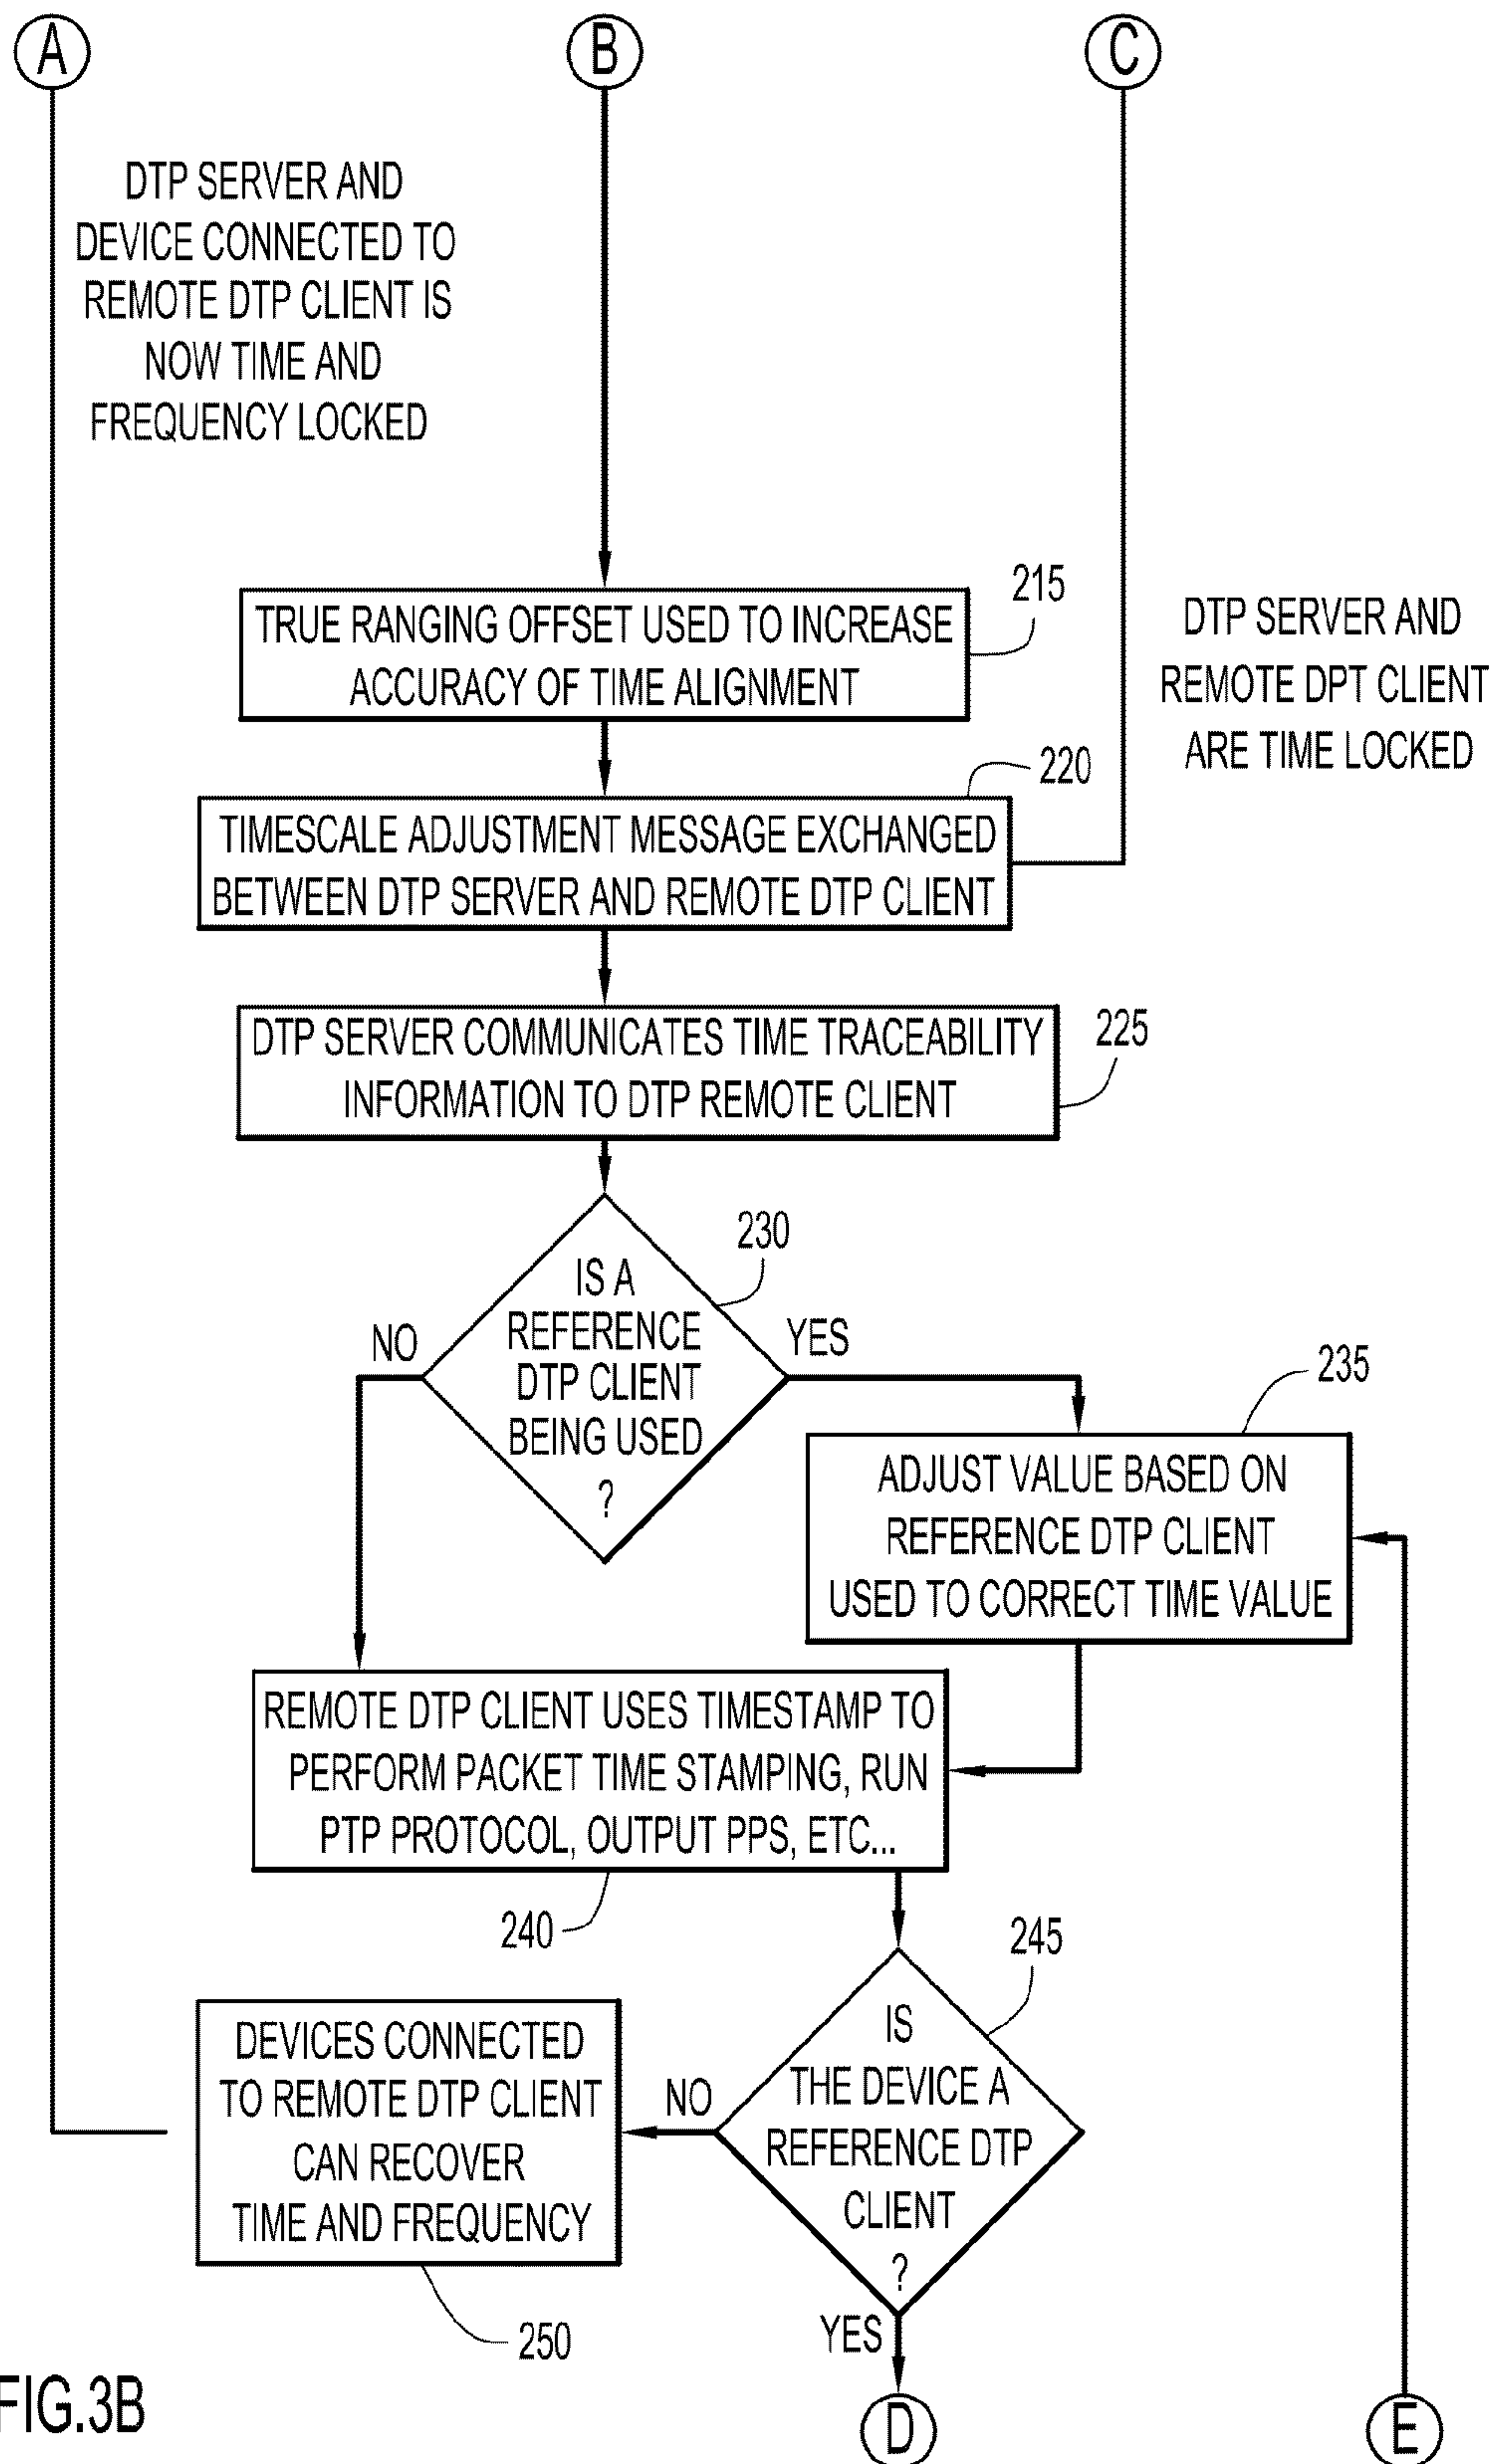 A
B
C
DTP SERVER AND
DEVICE CONNECTED TO
REMOTE DTP CLIENT IS
NOW TIME AND
FREQUENCY LOCKED
215
TRUE RANGING OFFSET USED TO INCREASE
ACCURACY OF TIME ALIGNMENT
DTP SERVER AND
REMOTE DPT CLIENT
ARE TIME LOCKED
220
TIMESCALE ADJUSTMENT MESSAGE EXCHANGED
BETWEEN DTP SERVER AND REMOTE DTP CLIENT
225
DTP SERVER COMMUNICATES TIME TRACEABILITY
INFORMATION TO DTP REMOTE CLIENT
230
IS A
REFERENCE
DTP CLIENT
BEING USED
?
NO
YES
235
ADJUST VALUE BASED ON
REFERENCE DTP CLIENT
USED TO CORRECT TIME VALUE
REMOTE DTP CLIENT USES TIMESTAMP TO
PERFORM PACKET TIME STAMPING, RUN
PTP PROTOCOL, OUTPUT PPS, ETC...
240
245
IS
THE DEVICE A
REFERENCE DTP
CLIENT
?
NO
DEVICES CONNECTED
TO REMOTE DTP CLIENT
CAN RECOVER
TIME AND FREQUENCY
250
YES
D
E
FIG.3B